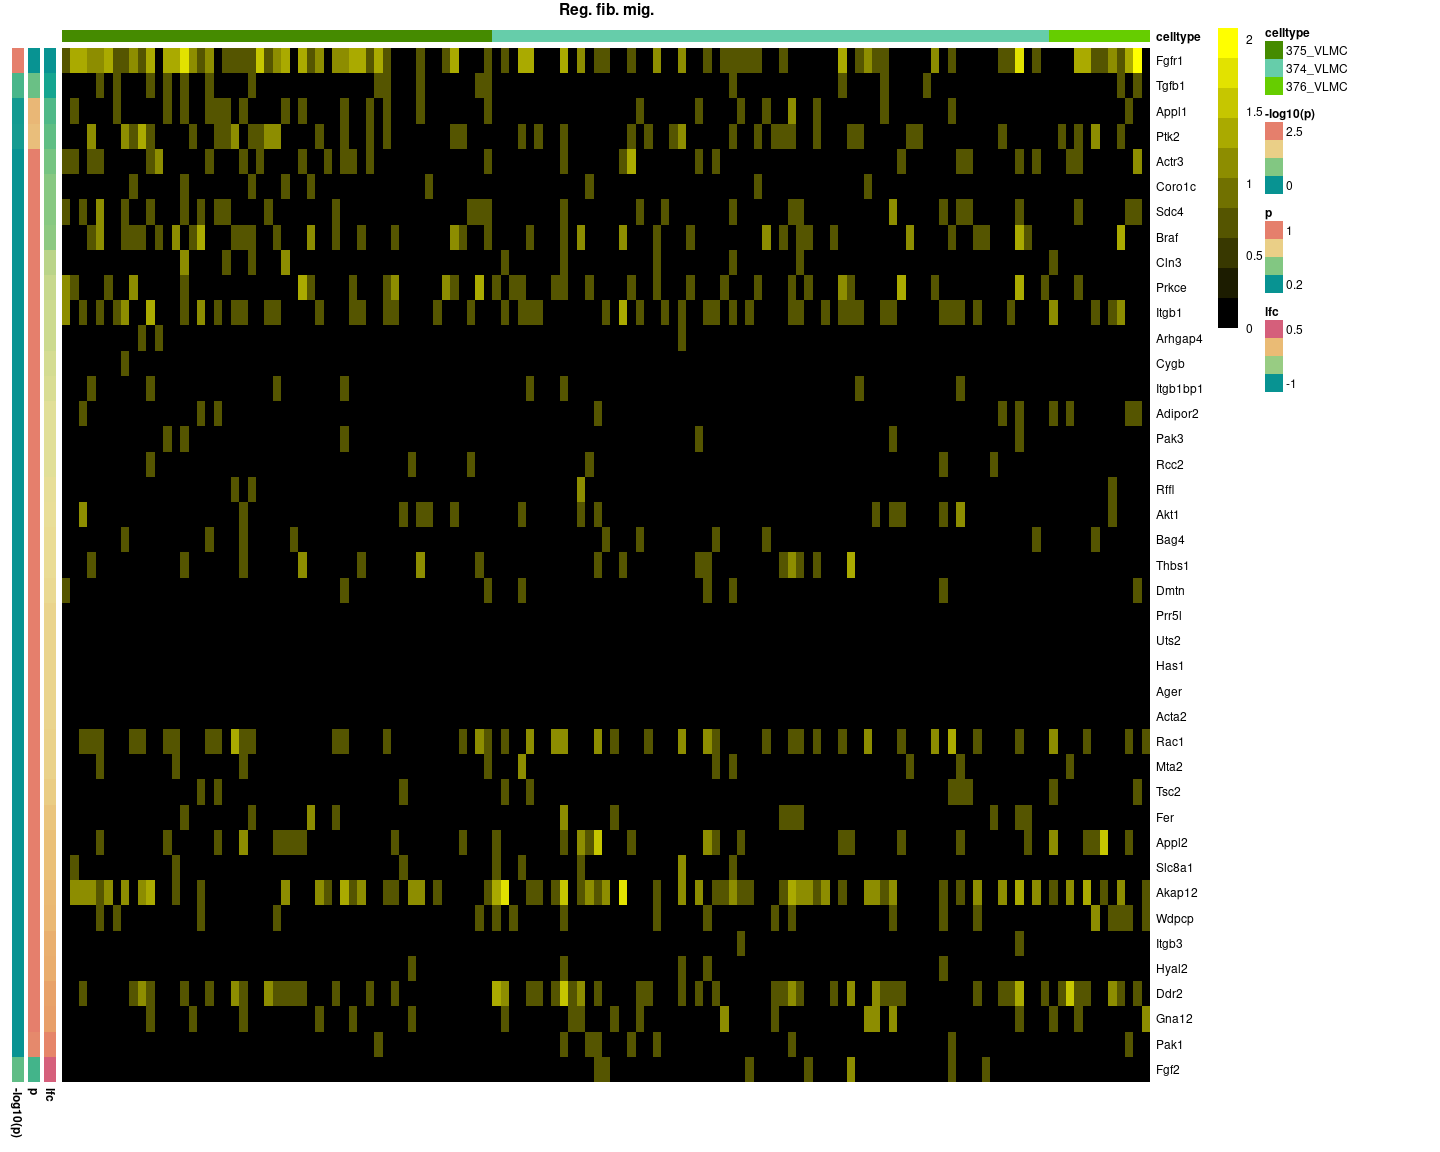 Reg. fib. mig.
celltype
Fgfr1
Tgfb1
Appl1
Ptk2
Actr3
Coro1c
Sdc4
Braf
Cln3
Prkce
Itgb1
Arhgap4
Cygb
Itgb1bp1
Adipor2
Pak3
Rcc2
Rffl
Akt1
Bag4
Thbs1
Dmtn
Prr5l
Uts2
Has1
Ager
Acta2
Rac1
Mta2
Tsc2
Fer
Appl2
Slc8a1
Akap12
Wdpcp
Itgb3
Hyal2
Ddr2
Gna12
Pak1
Fgf2
-log10(p)
p
lfc
2
1.5
1
0.5
0
celltype
375_VLMC
374_VLMC
376_VLMC
-log10(p)
2.5
0
p
1
0.2
lfc
0.5
-1